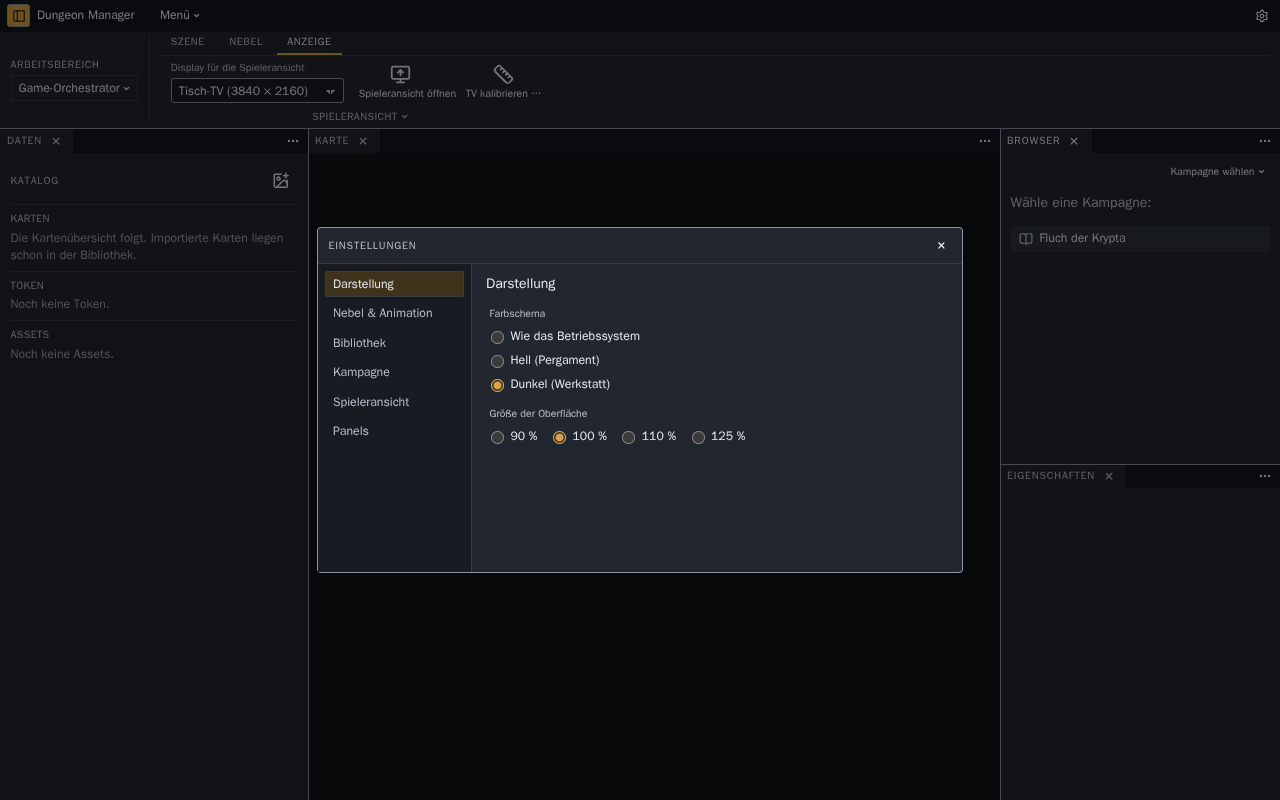 Dungeon Manager
Menü
SZENE
NEBEL
ANZEIGE
ARBEITSBEREICH
Game-Orchestrator
Display für die Spieleransicht
Tisch-TV (3840 × 2160)
Spieleransicht öffnen
TV kalibrieren ···
SPIELERANSICHT
DATEN
KARTE
BROWSER
KATALOG
KARTEN
Die Kartenübersicht folgt. Importierte Karten liegen
schon in der Bibliothek.
TOKEN
Noch keine Token.
ASSETS
Noch keine Assets.
Kampagne wählen
Wähle eine Kampagne:
Fluch der Krypta
EIGENSCHAFTEN
EINSTELLUNGEN
Darstellung
Nebel & Animation
Bibliothek
Kampagne
Spieleransicht
Panels
Darstellung
Farbschema
Wie das Betriebssystem
Hell (Pergament)
Dunkel (Werkstatt)
Größe der Oberfläche
90 %
100 %
110 %
125 %